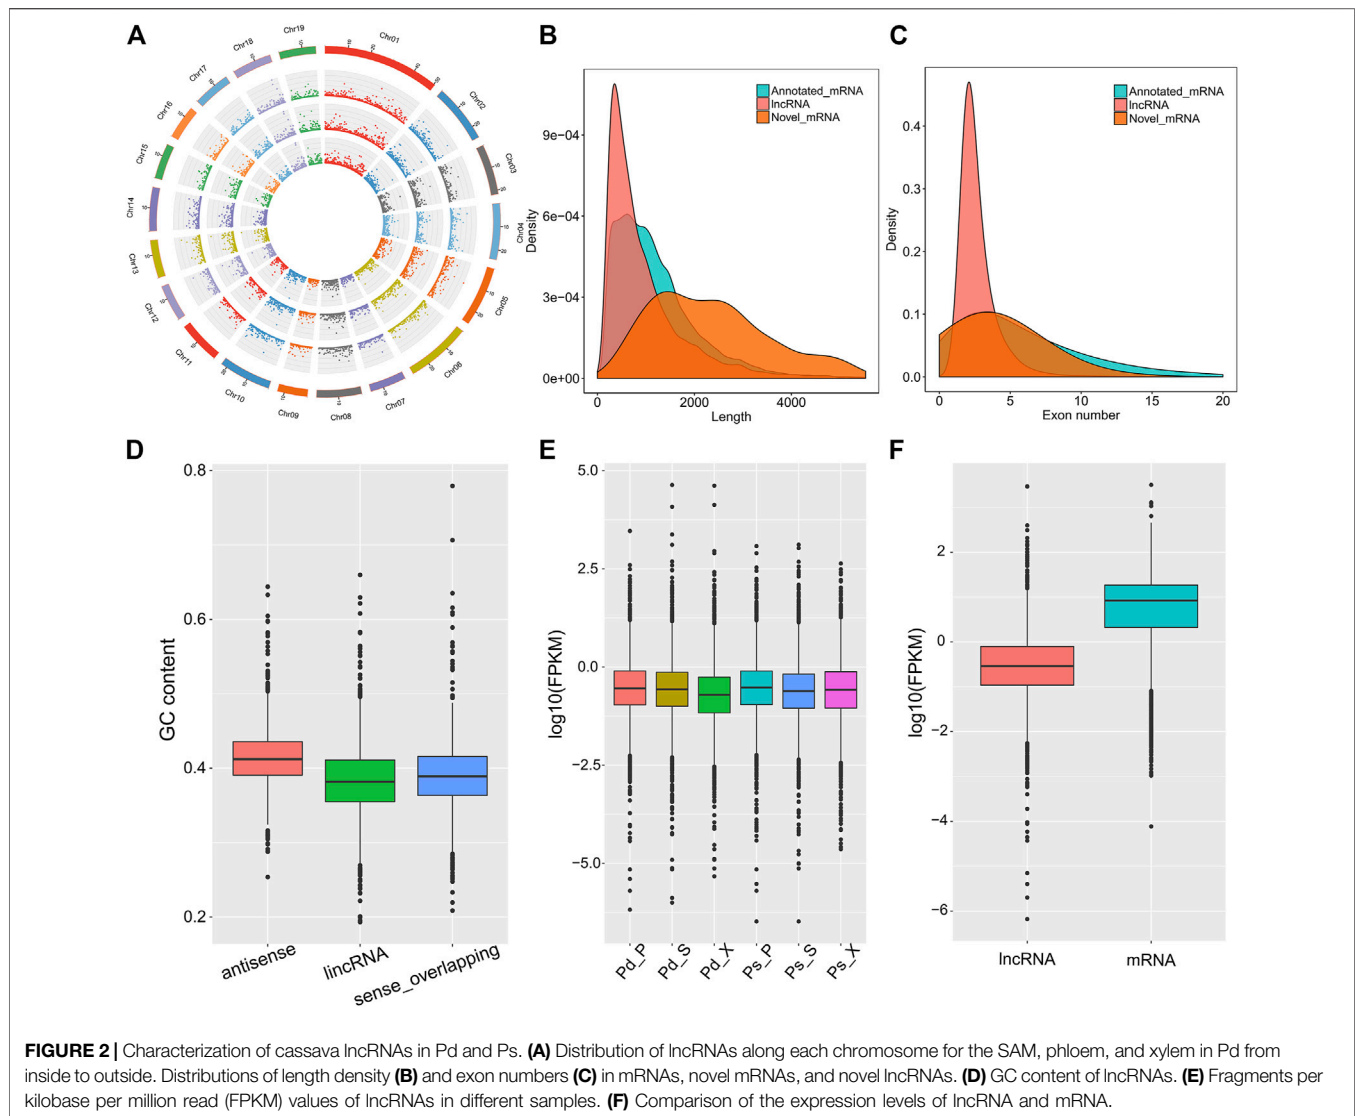 A
Chr01
Chr02
Chr03
Chr04
Chr05
Chr06
Chr07
Chr08
Chr09
Chr10
Chr11
Chr12
Chr13
Chr14
Chr15
Chr16
Chr17
Chr18
Chr19
B
Annotated_mRNA
lncRNA
Novel_mRNA
9e−04
6e−04
3e−04
0e+00
Density
0 2000 4000
Length
C
Annotated_mRNA
lncRNA
Novel_mRNA
0.4
0.3
0.2
0.1
0.0
Density
0 5 10 15 20
Exon number
D
0.8
0.6
0.4
0.2
GC content
antisense lincRNA sense_overlapping
E
5.0
2.5
0.0
−2.5
−5.0
log10(FPKM)
Pd_P Pd_S Pd_X Ps_P Ps_S Ps_X
F
2
0
−2
−4
−6
log10(FPKM)
lncRNA mRNA
FIGURE 2 | Characterization of cassava lncRNAs in Pd and Ps. (A) Distribution of lncRNAs along each chromosome for the SAM, phloem, and xylem in Pd from
inside to outside. Distributions of length density (B) and exon numbers (C) in mRNAs, novel mRNAs, and novel lncRNAs. (D) GC content of lncRNAs. (E) Fragments per
kilobase per million read (FPKM) values of lncRNAs in different samples. (F) Comparison of the expression levels of lncRNA and mRNA.